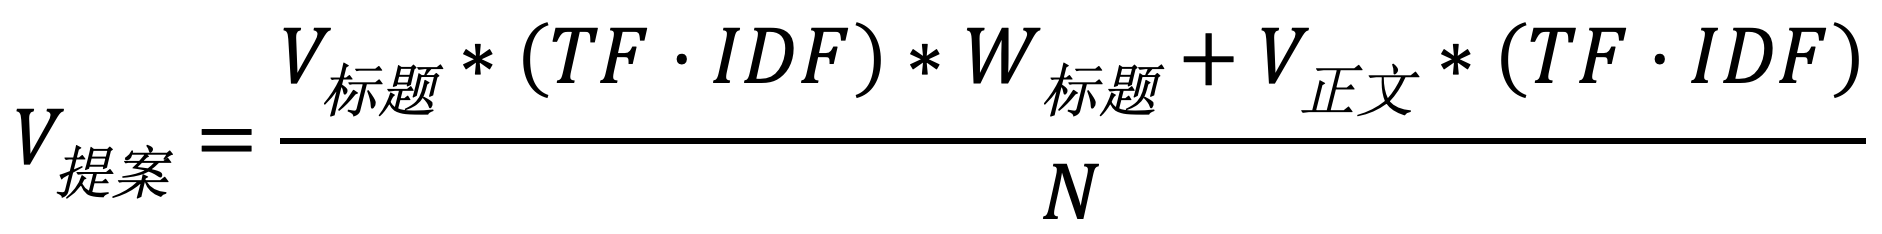 V提案 = V标题 * (TF · IDF) * W标题 + V正文 * (TF · IDF)
N